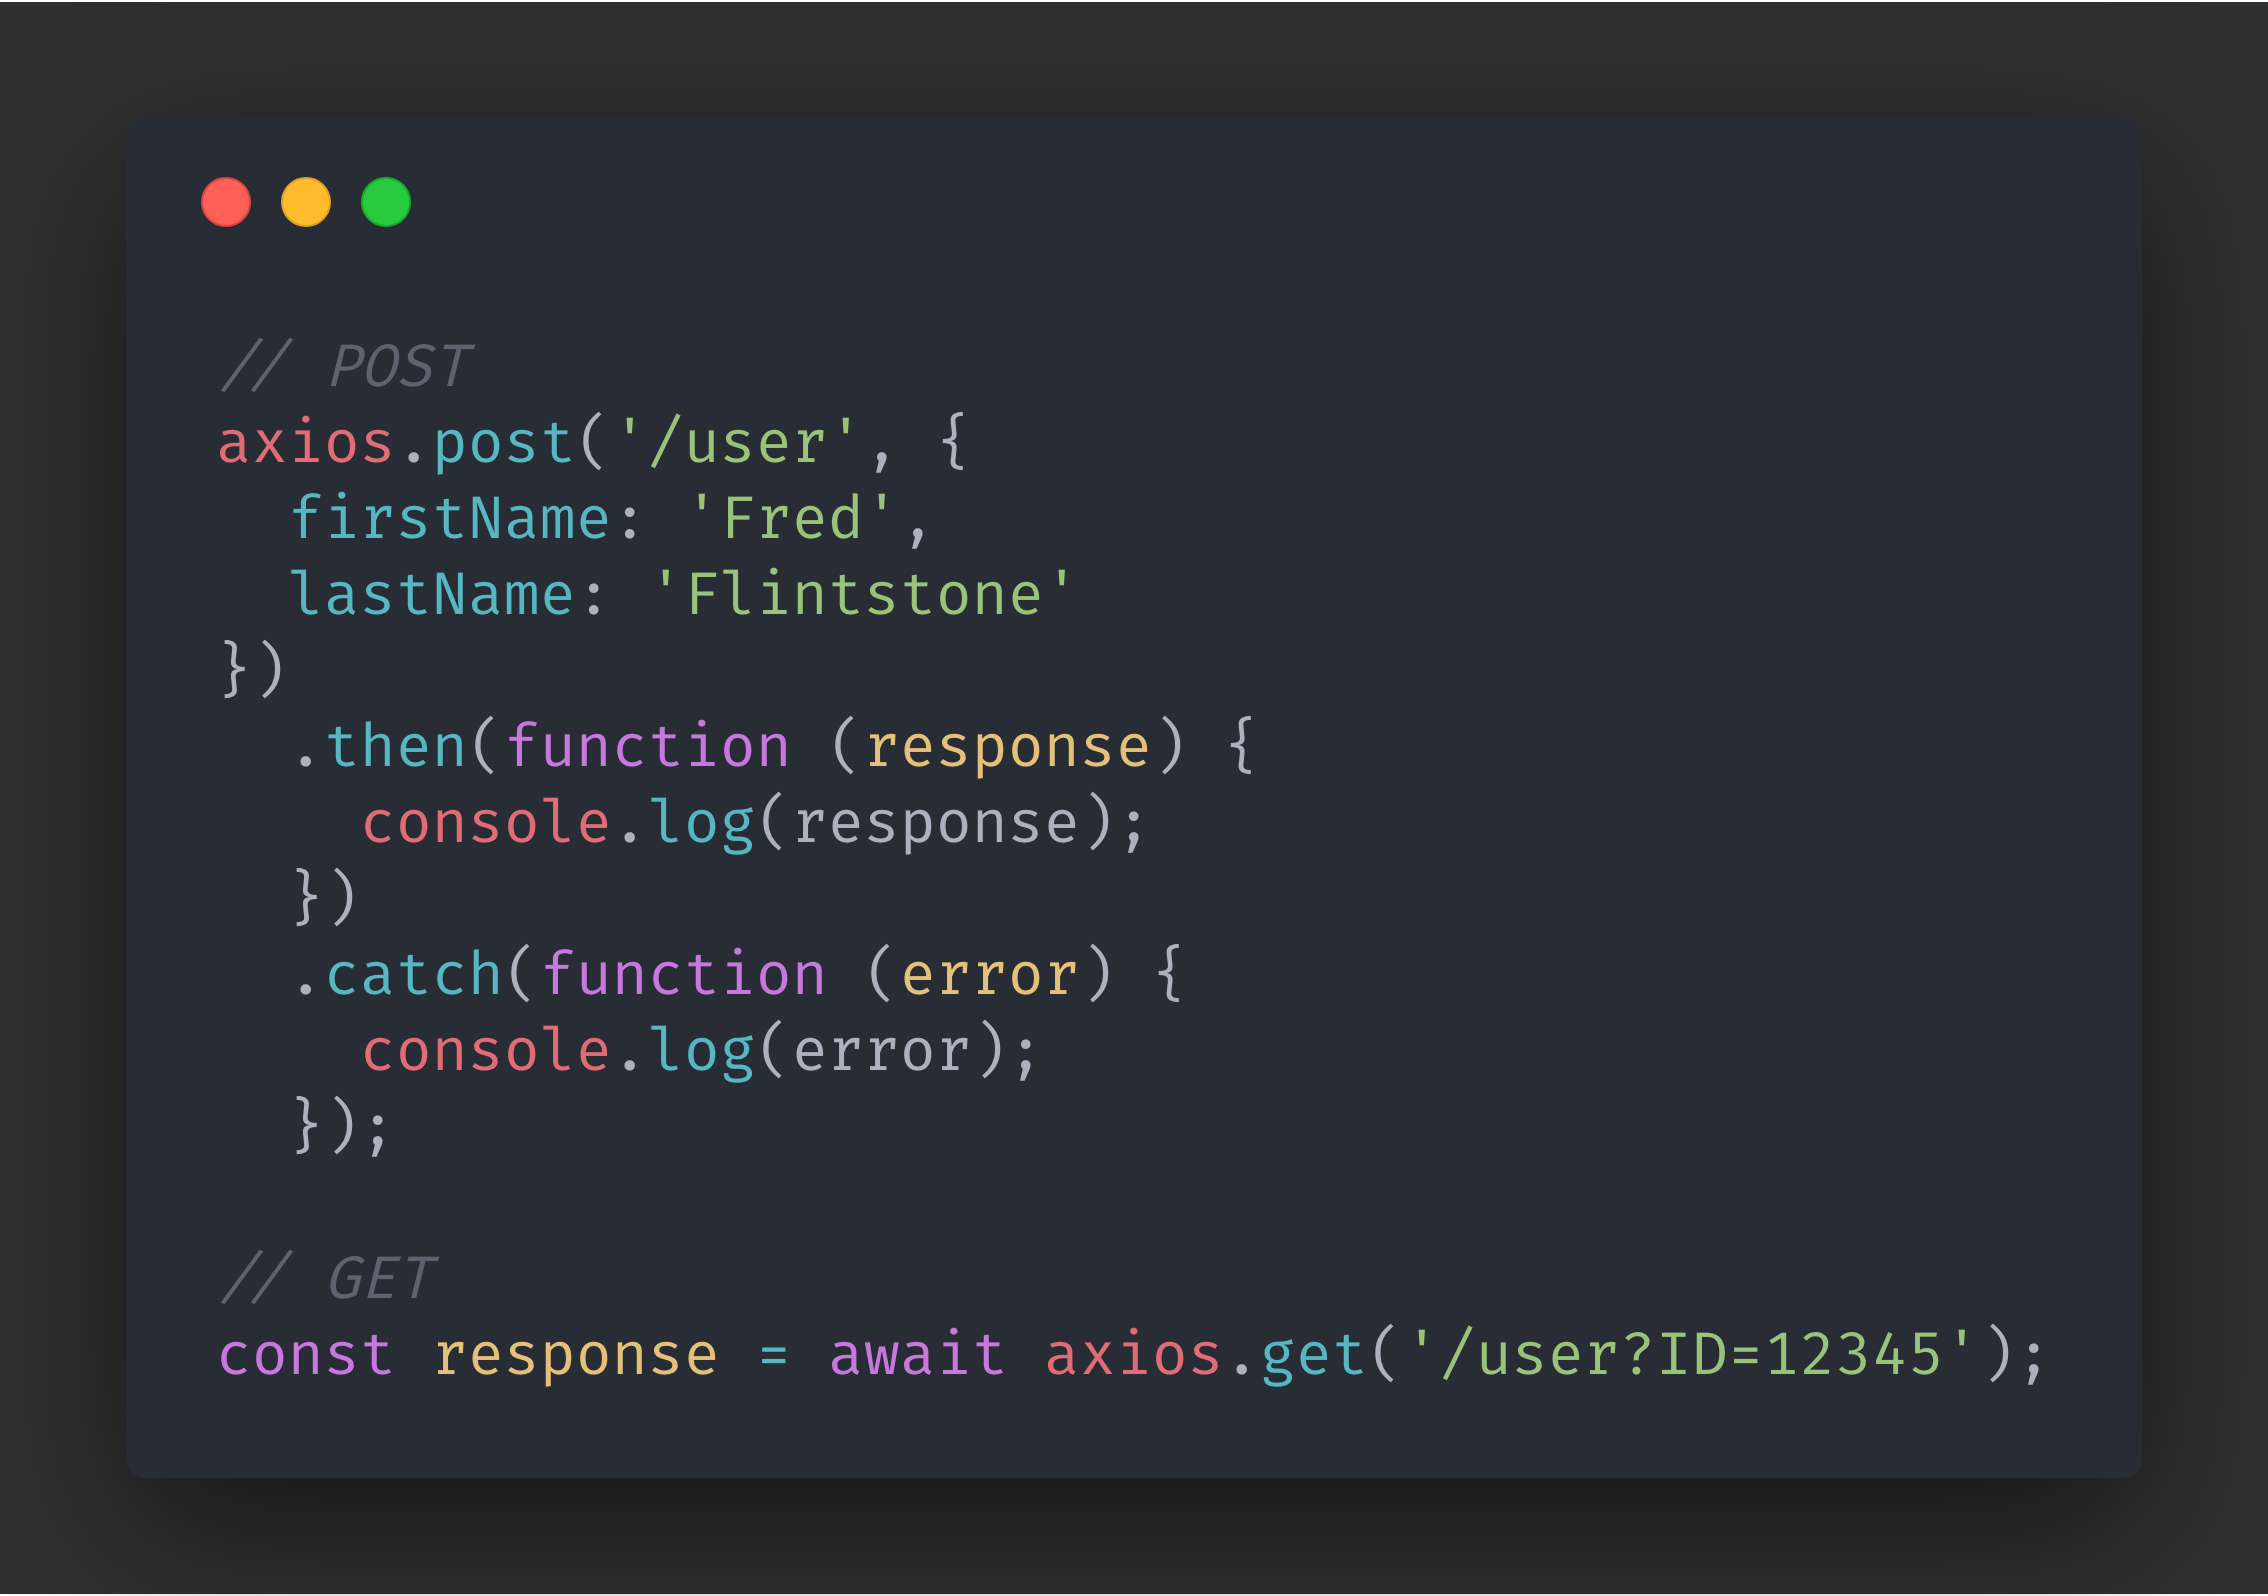 // POST
axios.post('/user', {
  firstName: 'Fred',
  lastName: 'Flintstone'
})
  .then(function (response) {
    console.log(response);
  })
  .catch(function (error) {
    console.log(error);
  });

// GET
const response = await axios.get('/user?ID=12345');